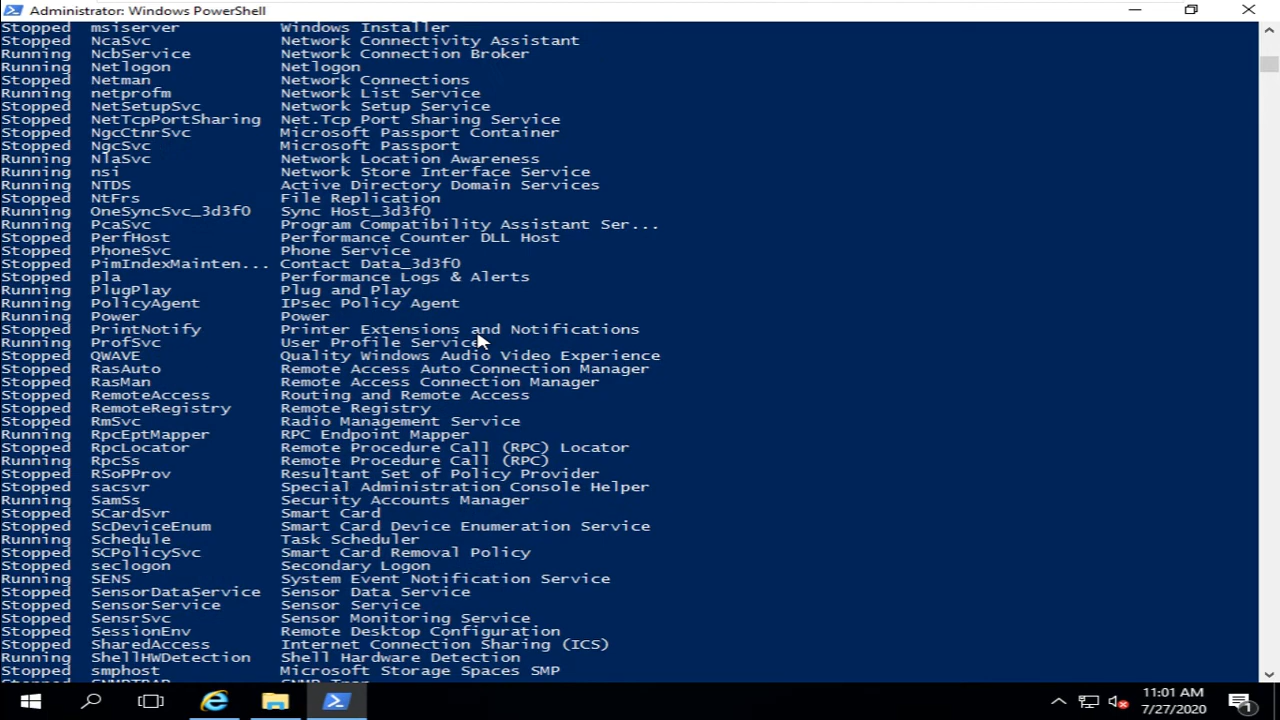 Administrator: Windows PowerShell
Stopped msiserver Windows Installer
Stopped NcaSvc Network Connectivity Assistant
Running NcbService Network Connection Broker
Running Netlogon Netlogon
Stopped Netman Network Connections
Running netprofm Network List Service
Stopped NetSetupSvc Network Setup Service
Stopped NetTcpPortSharing Net.Tcp Port Sharing Service
Stopped NgcCtnrSvc Microsoft Passport Container
Stopped NgcSvc Microsoft Passport
Running NlaSvc Network Location Awareness
Running nsi Network Store Interface Service
Running NTDS Active Directory Domain Services
Stopped NtFrs File Replication
Running OneSyncSvc_3d3f0 Sync Host_3d3f0
Running PcaSvc Program Compatibility Assistant Ser...
Stopped PerfHost Performance Counter DLL Host
Stopped PhoneSvc Phone Service
Stopped PimIndexMainten... Contact Data_3d3f0
Stopped pla Performance Logs & Alerts
Running PlugPlay Plug and Play
Running PolicyAgent IPsec Policy Agent
Running Power Power
Stopped PrintNotify Printer Extensions and Notifications
Running ProfSvc User Profile Service
Stopped QWAVE Quality Windows Audio Video Experience
Stopped RasAuto Remote Access Auto Connection Manager
Stopped RasMan Remote Access Connection Manager
Stopped RemoteAccess Routing and Remote Access
Stopped RemoteRegistry Remote Registry
Stopped RmSvc Radio Management Service
Running RpcEptMapper RPC Endpoint Mapper
Stopped RpcLocator Remote Procedure Call (RPC) Locator
Running RpcSs Remote Procedure Call (RPC)
Stopped RSoPProv Resultant Set of Policy Provider
Stopped sacsvr Special Administration Console Helper
Running SamSs Security Accounts Manager
Stopped SCardSvr Smart Card
Stopped ScDeviceEnum Smart Card Device Enumeration Service
Running Schedule Task Scheduler
Stopped SCPolicySvc Smart Card Removal Policy
Stopped seclogon Secondary Logon
Running SENS System Event Notification Service
Stopped SensorDataService Sensor Data Service
Stopped SensorService Sensor Service
Stopped SensrSvc Sensor Monitoring Service
Stopped SessionEnv Remote Desktop Configuration
Stopped SharedAccess Internet Connection Sharing (ICS)
Running ShellHWDetection Shell Hardware Detection
Stopped smphost Microsoft Storage Spaces SMP
11:01 AM
7/27/2020
1